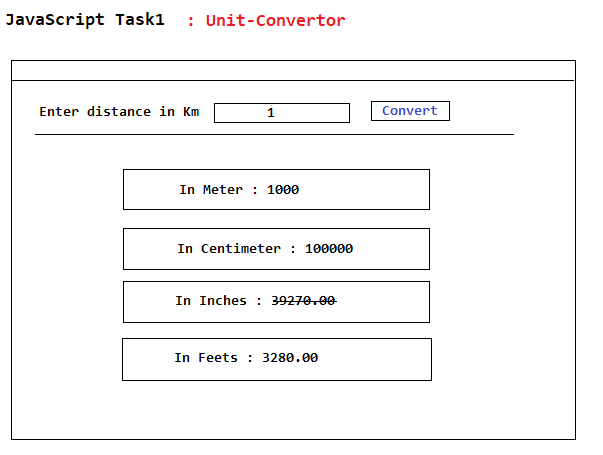 JavaScript Task1 : Unit-Convertor
Enter distance in Km 1 Convert
In Meter : 1000
In Centimeter : 100000
In Inches : 39270.00
In Feets : 3280.00